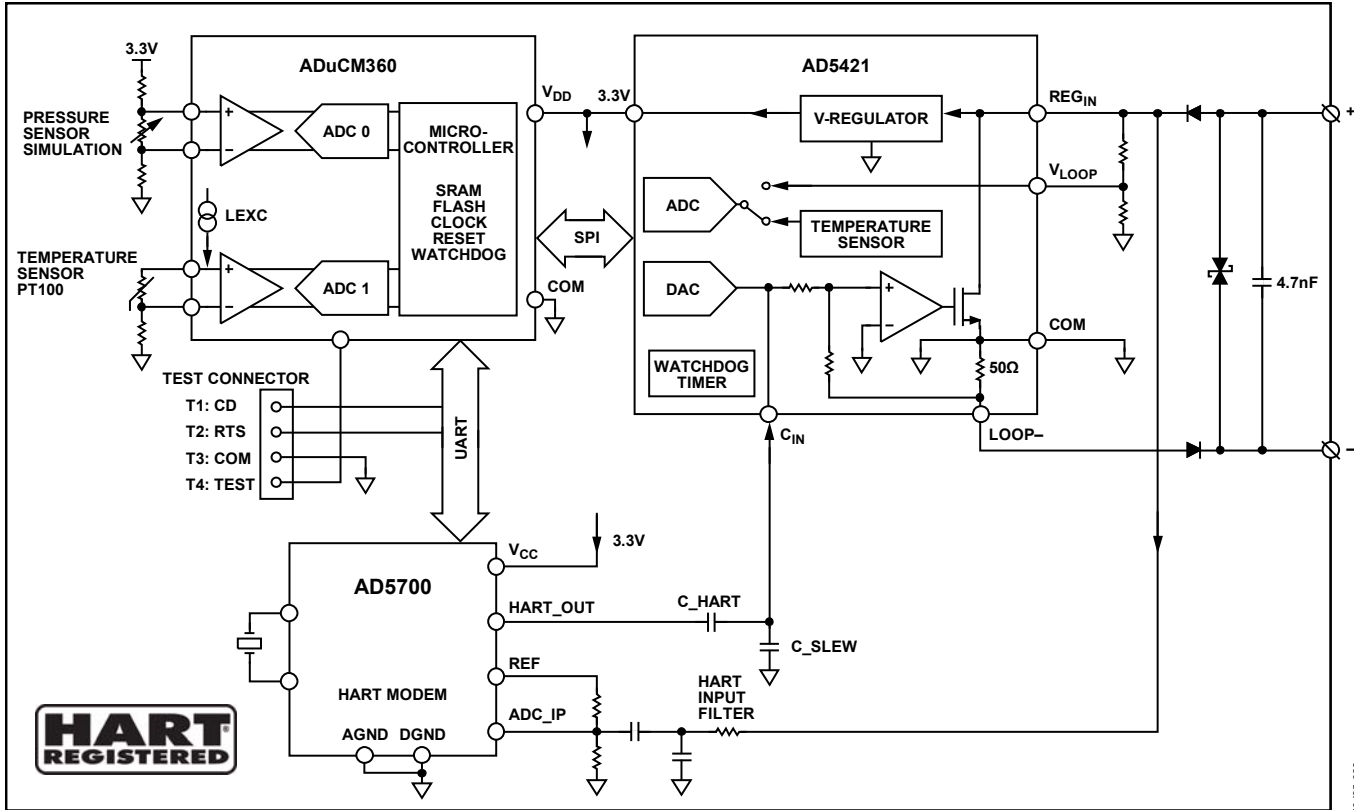 3.3V
PRESSURE
SENSOR
SIMULATION
LEXC
TEMPERATURE
SENSOR
PT100
ADuCM360
ADC 0
ADC 1
MICRO-
CONTROLLER
SRAM
FLASH
CLOCK
RESET
WATCHDOG
VDD
COM
SPI
3.3V
AD5421
V-REGULATOR
ADC
TEMPERATURE
SENSOR
DAC
WATCHDOG
TIMER
50Ω
REGIN
VLOOP
COM
LOOP–
CIN
+
4.7nF
–
TEST CONNECTOR
T1: CD
T2: RTS
T3: COM
T4: TEST
UART
AD5700
HART MODEM
AGND DGND
VCC
3.3V
HART_OUT
REF
ADC_IP
C_HART
C_SLEW
HART
INPUT
FILTER
HART
REGISTERED